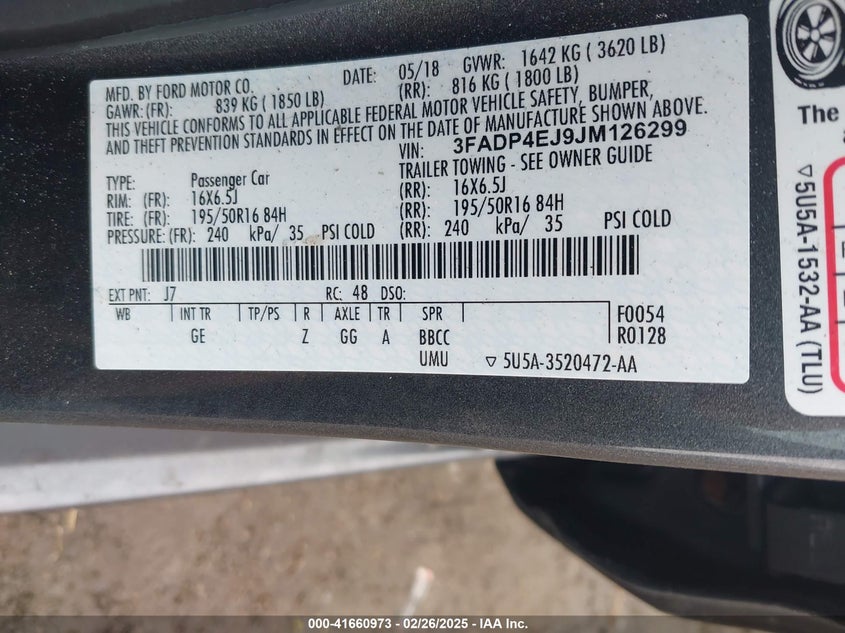 MFD. BY FORD MOTOR CO.
DATE: 05/18 GVWR: 1642 KG ( 3620 LB)
GAWR: (FR): 839 KG ( 1850 LB) (RR): 816 KG ( 1800 LB)
THIS VEHICLE CONFORMS TO ALL APPLICABLE FEDERAL MOTOR VEHICLE SAFETY, BUMPER,
AND THEFT PREVENTION STANDARDS IN EFFECT ON THE DATE OF MANUFACTURE SHOWN ABOVE.
VIN: 3FADP4EJ9JM126299
TYPE: Passenger Car TRAILER TOWING - SEE OWNER GUIDE
RIM: (FR): 16X6.5J (RR): 16X6.5J
TIRE: (FR): 195/50R16 84H (RR): 195/50R16 84H
PRESSURE: (FR): 240 kPa/ 35 PSI COLD (RR): 240 kPa/ 35 PSI COLD
EXT PNT: J7 RC: 48 DSO:
WB INT TR TP/PS R AXLE TR SPR F0054
GE Z GG A BBCC R0128
UMU ▽ 5U5A-3520472-AA
The
▽ 5U5A-1532-AA (TLU)
000-41660973 - 02/26/2025 - IAA Inc.